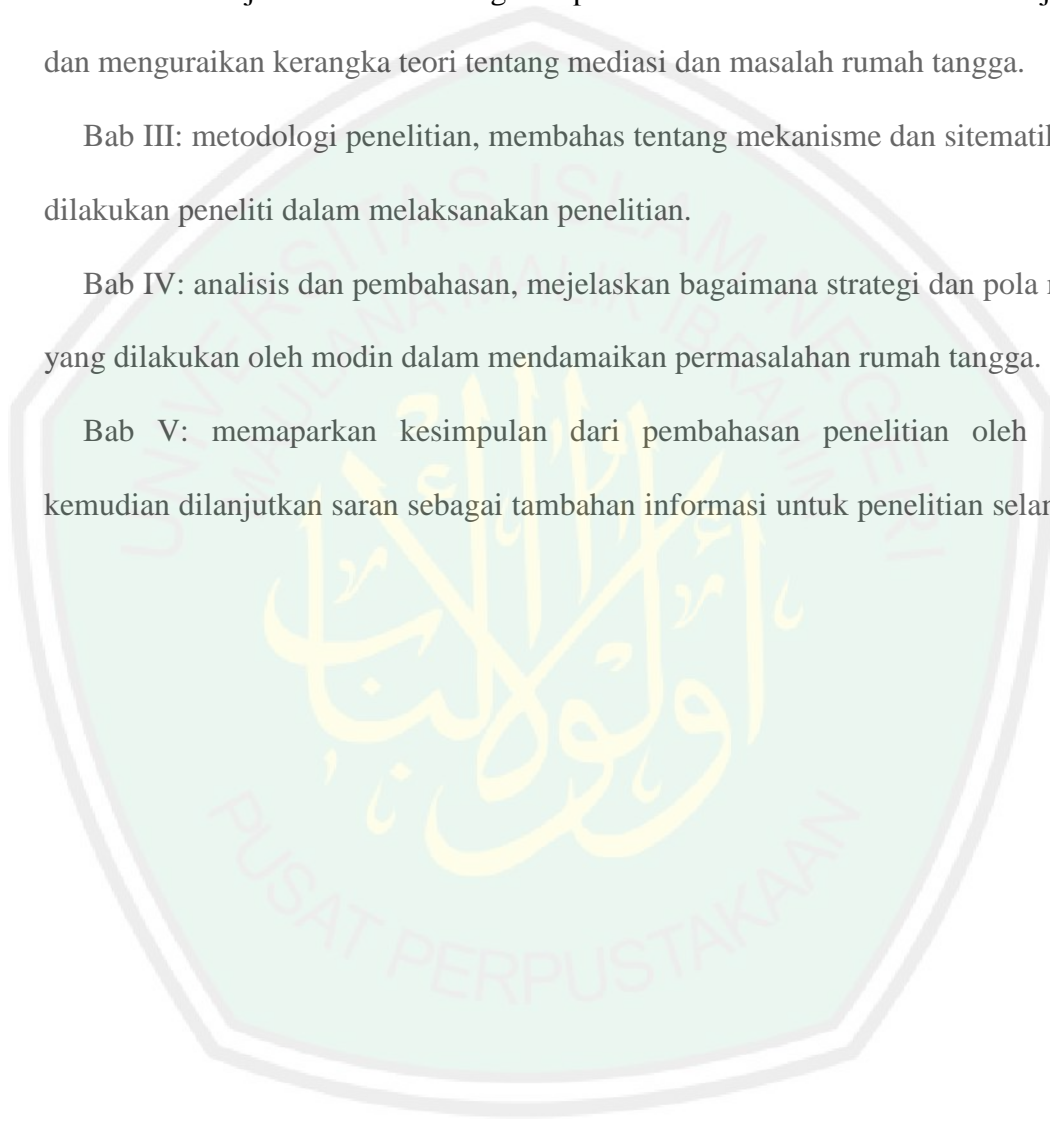 dan menguraikan kerangka teori tentang mediasi dan masalah rumah tangga.
Bab III: metodologi penelitian, membahas tentang mekanisme dan
dilakukan peneliti dalam melaksanakan penelitian.
Bab IV: analisis dan pembahasan, mejelaskan bagaimana strategi dan pola
yang dilakukan oleh modin dalam mendamaikan permasalahan rumah tangga.
Bab V: memaparkan kesimpulan dari pembahasan penelitian oleh
kemudian dilanjutkan saran sebagai tambahan informasi untuk penelitian
UNIVERSITAS ISLAM NEGERI
MAULANA MALIK IBRAHIM
أولو الألباب
PUSAT PERPUSTAKAAN